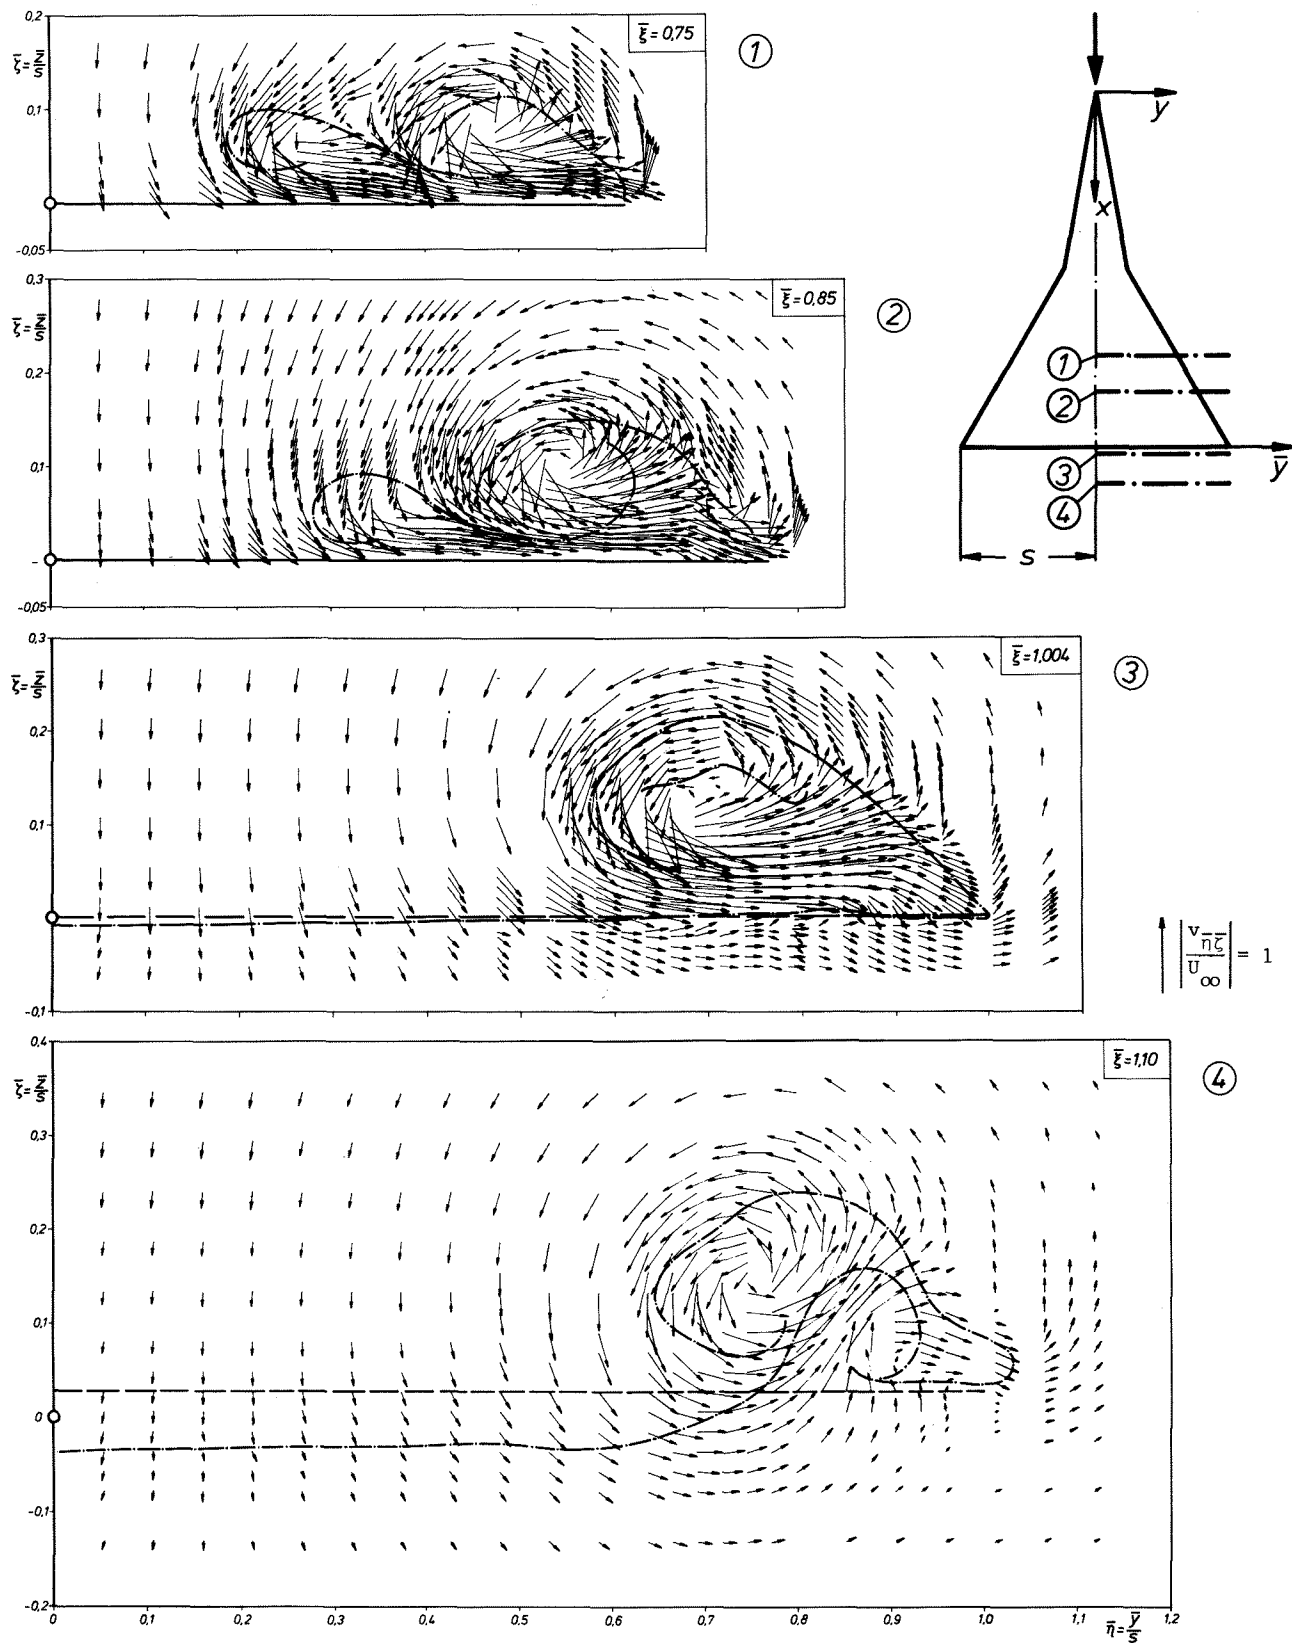 0,2
ξ̅ = 0,75
①
ζ̅ = z̅/s
0,1
-0,05
y
x
0,3
ξ̅ = 0,85
②
ζ̅ = z̅/s
0,2
0,1
-0,05
①
②
③
④
y̅
s
0,3
ξ̅ = 1,004
③
ζ̅ = z̅/s
0,2
0,1
0
-0,1
|v η̅ζ̅ / U∞| = 1
0,4
ξ̅ = 1,10
④
ζ̅ = z̅/s
0,3
0,2
0,1
0
-0,1
-0,2
0 0,1 0,2 0,3 0,4 0,5 0,6 0,7 0,8 0,9 1,0 1,1 1,2
η̅ = y̅/s